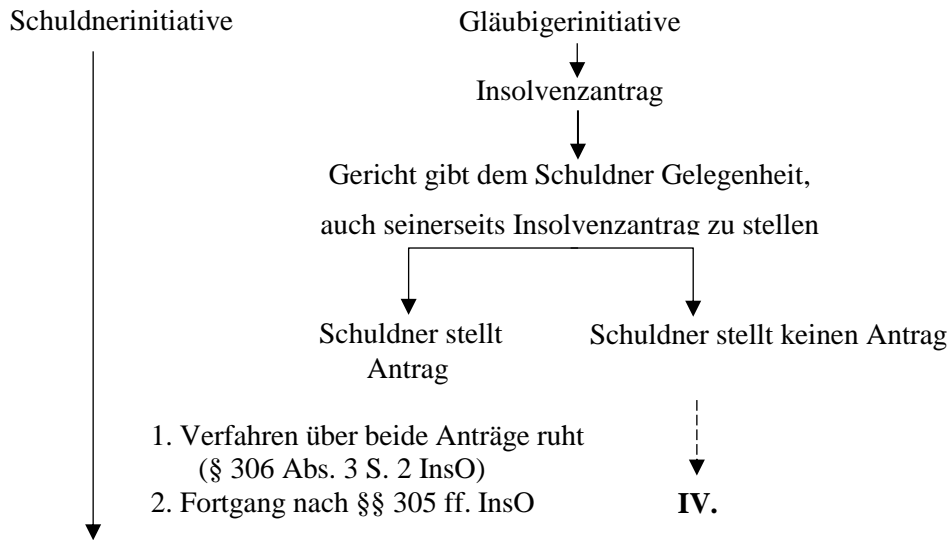 Schuldnerinitiative
Gläubigerinitiative
Insolvenzantrag
Gericht gibt dem Schuldner Gelegenheit,
auch seinerseits Insolvenzantrag zu stellen
Schuldner stellt
Antrag
Schuldner stellt keinen Antrag
1. Verfahren über beide Anträge ruht
(§ 306 Abs. 3 S. 2 InsO)
2. Fortgang nach §§ 305 ff. InsO
IV.